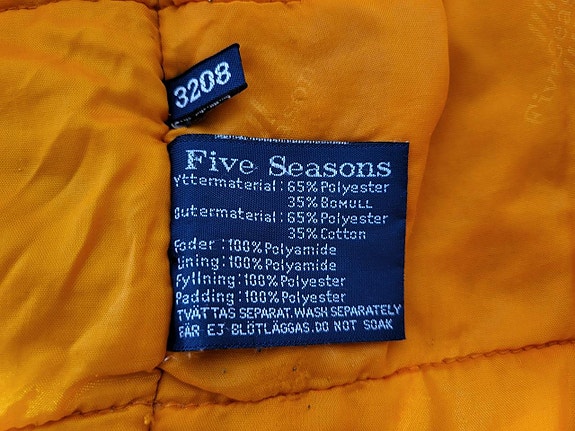 3208
Five Seasons
Yttermaterial: 65% Polyester
35% BOMULL
Outermaterial: 65% Polyester
35% Cotton
Foder: 100% Polyamide
Lining: 100% Polyamide
Fyllning: 100% Polyester
Padding: 100% Polyester
TVÄTTAS SEPARAT. WASH SEPARATELY
FÅR EJ BLÖTLÄGGAS. DO NOT SOAK